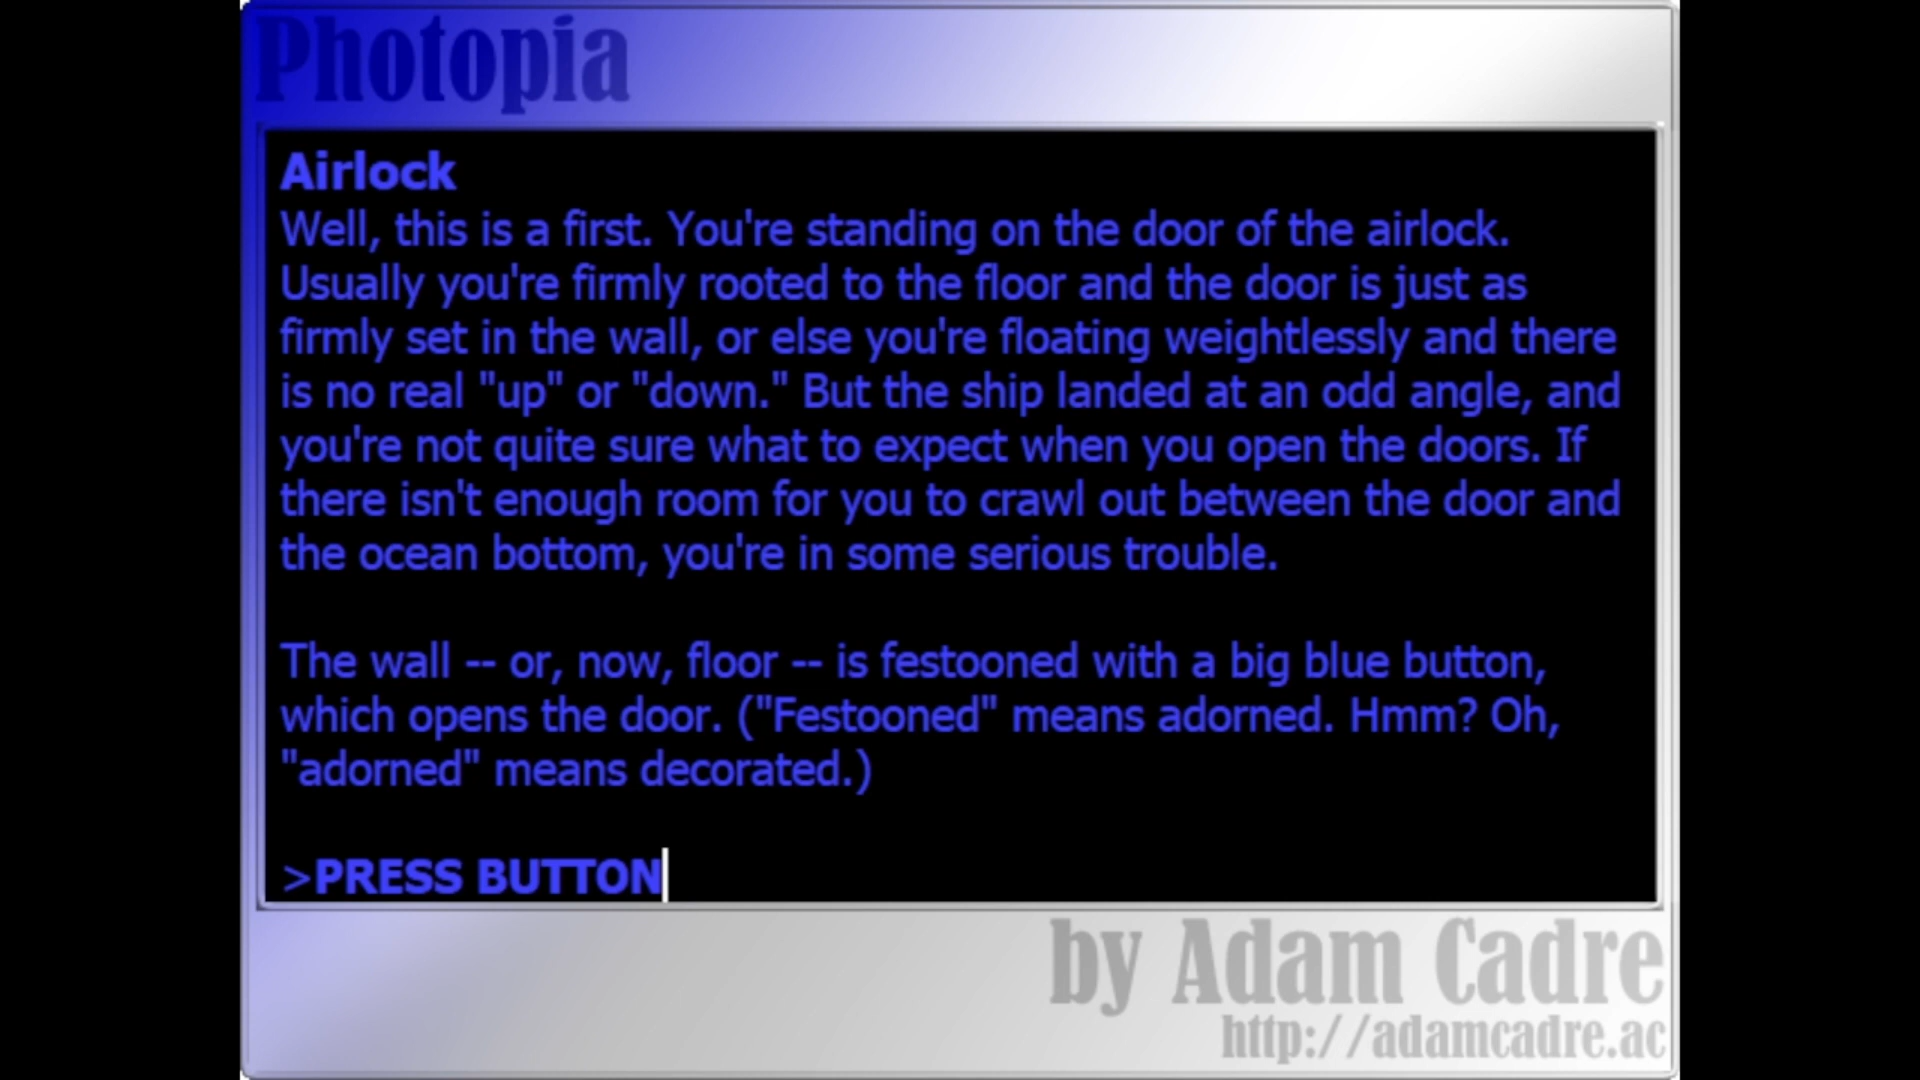 Photopia
Airlock
Well, this is a first. You're standing on the door of the airlock.
Usually you're firmly rooted to the floor and the door is just as
firmly set in the wall, or else you're floating weightlessly and there
is no real "up" or "down." But the ship landed at an odd angle, and
you're not quite sure what to expect when you open the doors. If
there isn't enough room for you to crawl out between the door and
the ocean bottom, you're in some serious trouble.
The wall -- or, now, floor -- is festooned with a big blue button,
which opens the door. ("Festooned" means adorned. Hmm? Oh,
"adorned" means decorated.)
>PRESS BUTTON
by Adam Cadre
http://adamcadre.ac